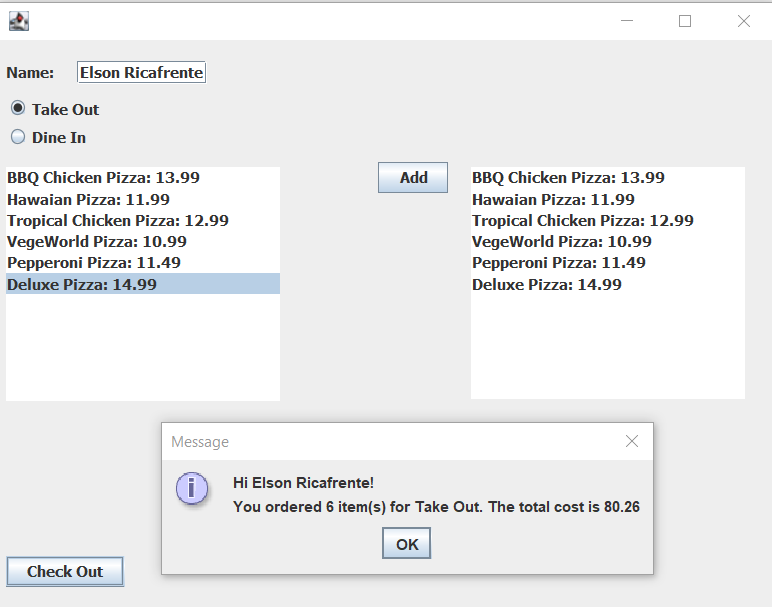 Name: Elson Ricafrente
Take Out
Dine In
BBQ Chicken Pizza: 13.99
Hawaian Pizza: 11.99
Tropical Chicken Pizza: 12.99
VegeWorld Pizza: 10.99
Pepperoni Pizza: 11.49
Deluxe Pizza: 14.99
Add
BBQ Chicken Pizza: 13.99
Hawaian Pizza: 11.99
Tropical Chicken Pizza: 12.99
VegeWorld Pizza: 10.99
Pepperoni Pizza: 11.49
Deluxe Pizza: 14.99
Message
Hi Elson Ricafrente!
You ordered 6 item(s) for Take Out. The total cost is 80.26
OK
Check Out